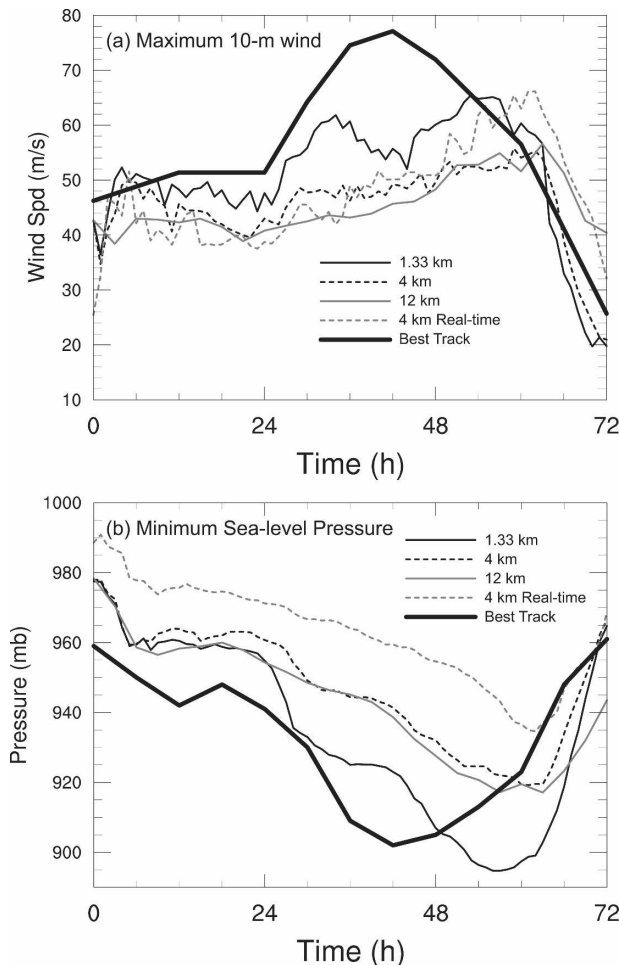 (a) Maximum 10-m wind
80
70
60
50
40
30
20
10
Wind Spd (m/s)
1.33 km
4 km
12 km
4 km Real-time
Best Track
0 24 48 72
Time (h)
(b) Minimum Sea-level Pressure
1000
980
960
940
920
900
Pressure (mb)
1.33 km
4 km
12 km
4 km Real-time
Best Track
0 24 48 72
Time (h)